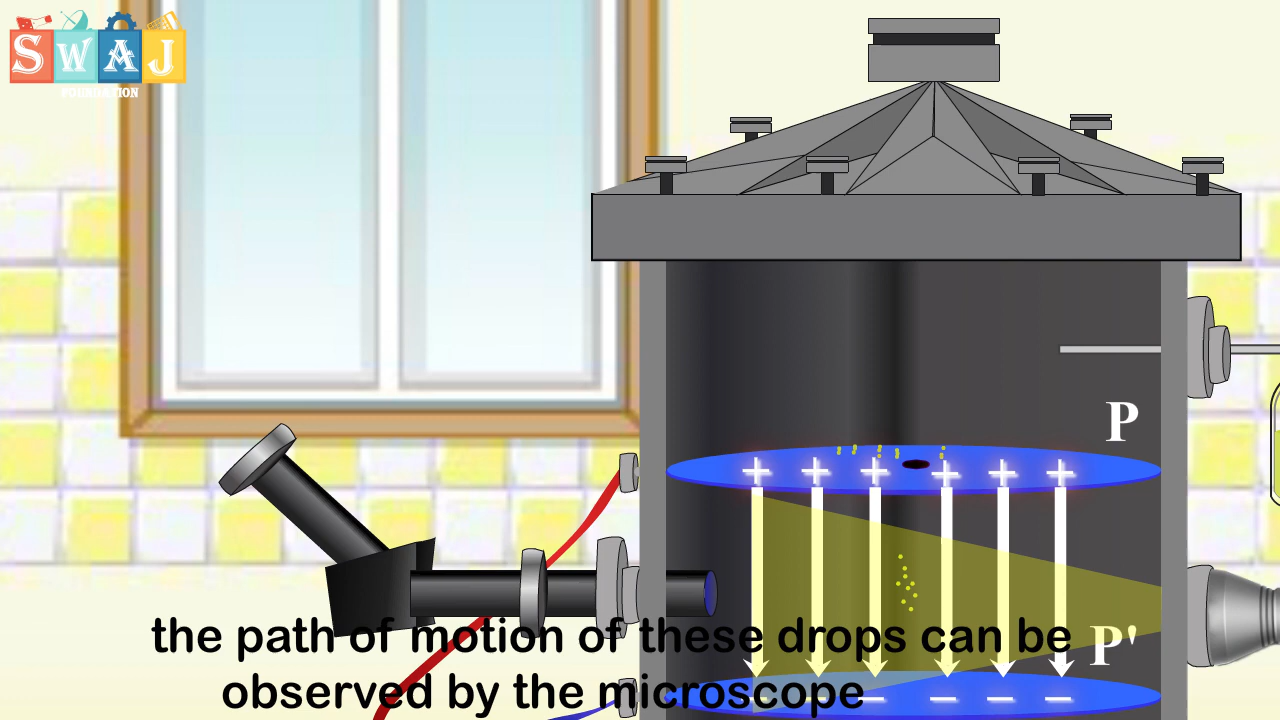 SWAJ
FOUNDATION
P
+ + + + + +
the path of motion of these drops can be
P'
observed by the microscope